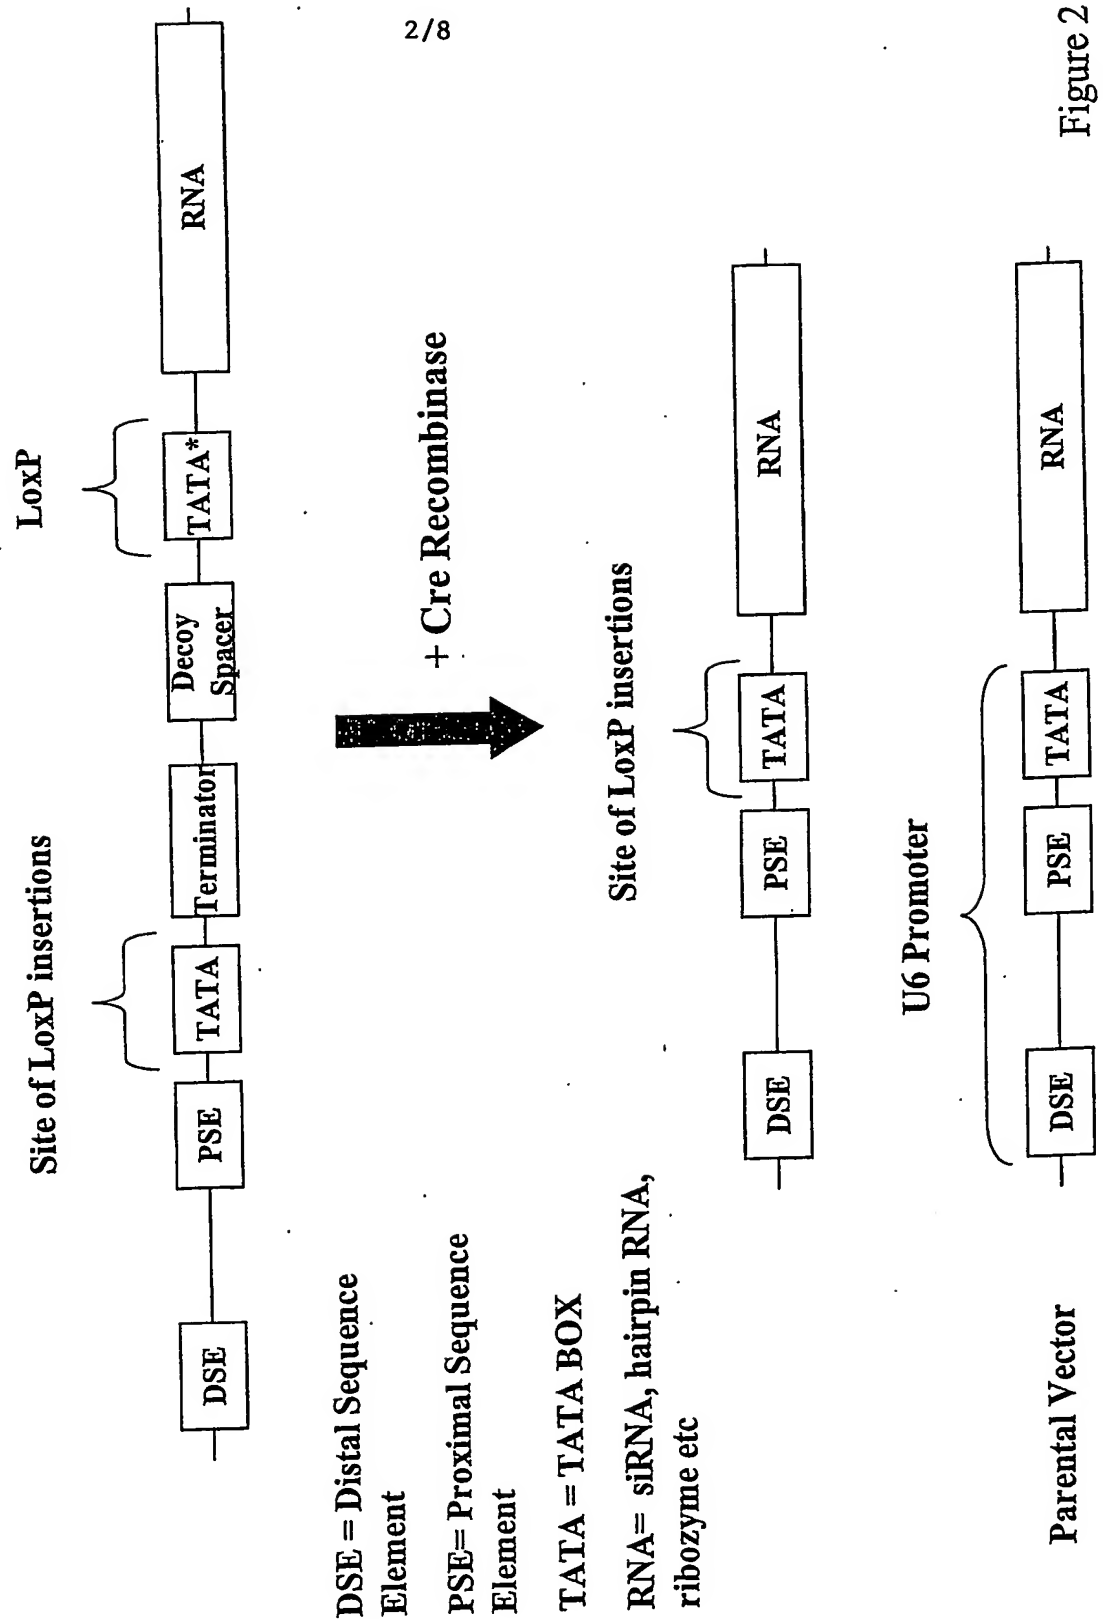 2/8
Site of LoxP insertions
LoxP
DSE
PSE
TATA
Terminator
Decoy
Spacer
TATA*
RNA
DSE = Distal Sequence
Element
PSE= Proximal Sequence
Element
TATA = TATA BOX
RNA= siRNA, hairpin RNA,
ribozyme etc
+ Cre Recombinase
Site of LoxP insertions
DSE
PSE
TATA
RNA
U6 Promoter
Parental Vector
DSE
PSE
TATA
RNA
Figure 2